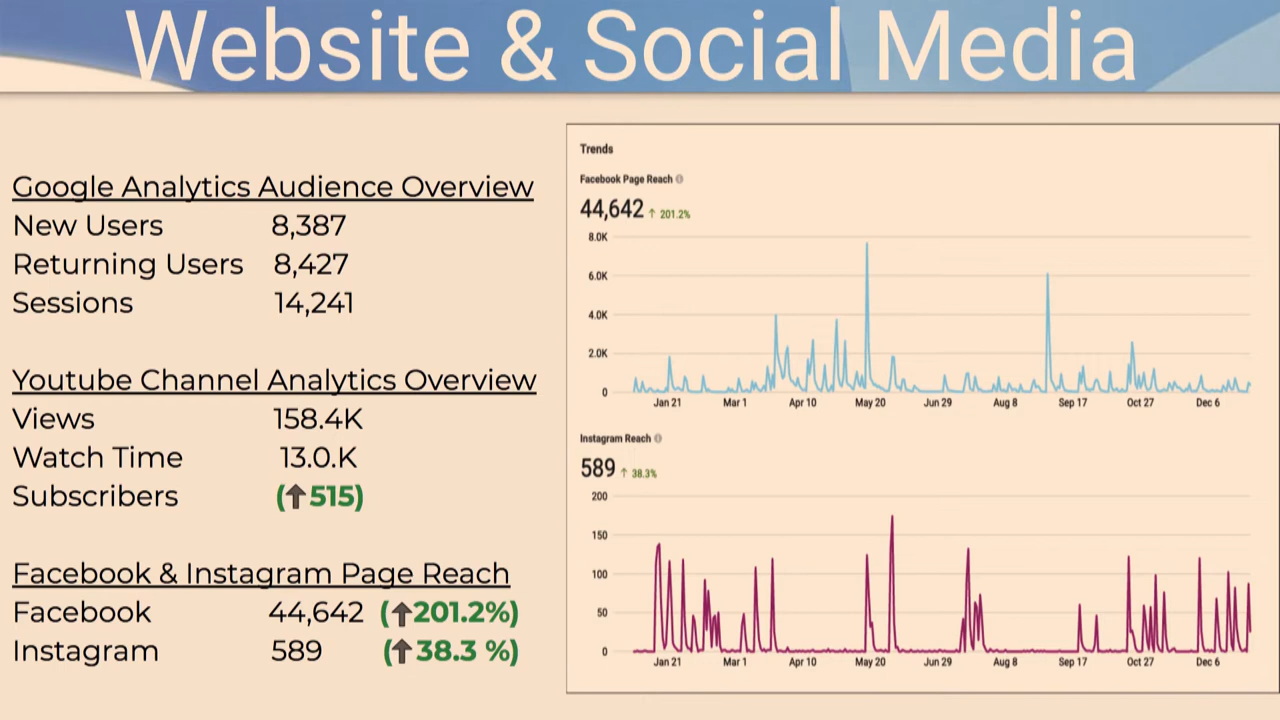 Website & Social Media
Google Analytics Audience Overview
New Users 8,387
Returning Users 8,427
Sessions 14,241
Youtube Channel Analytics Overview
Views 158.4K
Watch Time 13.0.K
Subscribers (↑515)
Facebook & Instagram Page Reach
Facebook 44,642 (↑201.2%)
Instagram 589 (↑38.3 %)
Trends
Facebook Page Reach
44,642 ↑ 201.2%
8.0K
6.0K
4.0K
2.0K
0
Jan 21 Mar 1 Apr 10 May 20 Jun 29 Aug 8 Sep 17 Oct 27 Dec 6
Instagram Reach
589 ↑ 38.3%
200
150
100
50
0
Jan 21 Mar 1 Apr 10 May 20 Jun 29 Aug 8 Sep 17 Oct 27 Dec 6